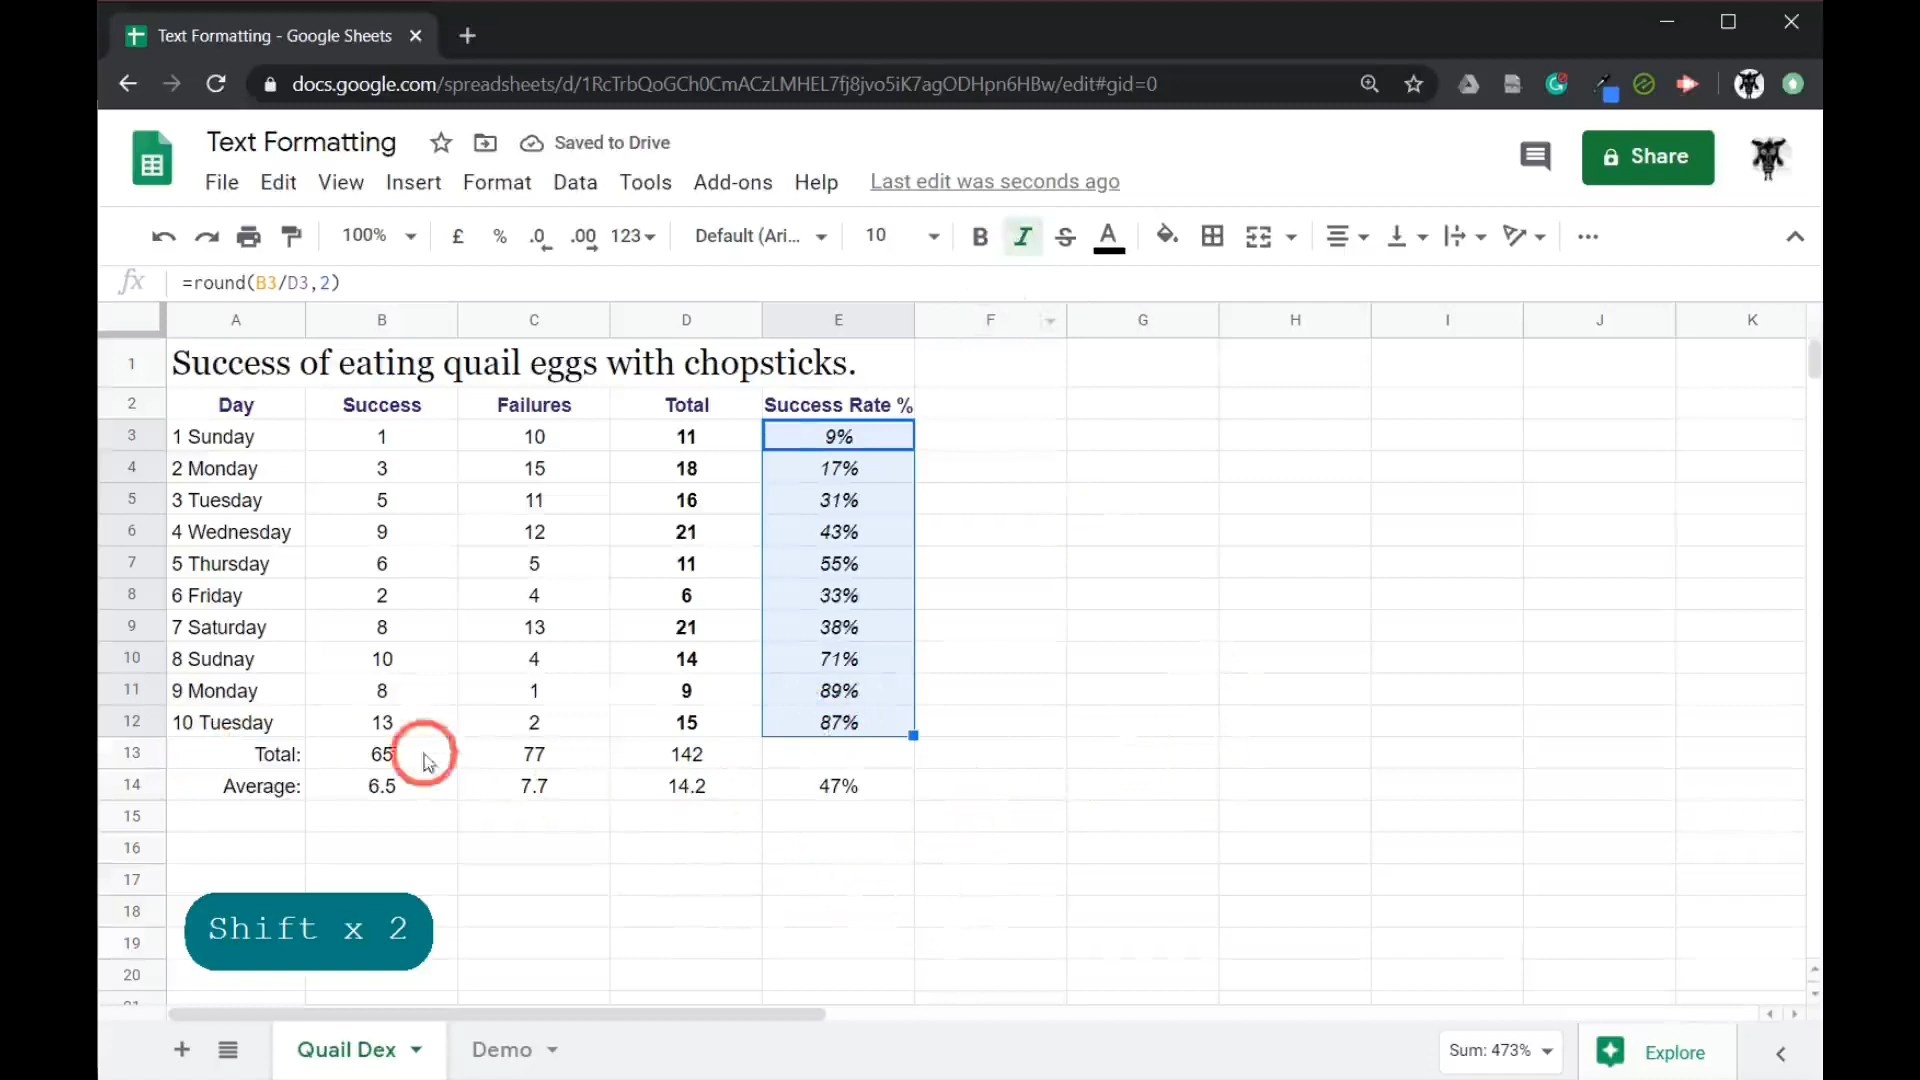 Text Formatting - Google Sheets
docs.google.com/spreadsheets/d/1RcTrbQoGCh0CmACzLMHEL7fj8jvo5iK7agODHpn6HBw/edit#gid=0
Text Formatting Saved to Drive
File Edit View Insert Format Data Tools Add-ons Help Last edit was seconds ago
Share
100% £ % .0 .00 123 Default (Ari... 10 B I S A
fx =round(B3/D3,2)
A B C D E F G H I J K
1 Success of eating quail eggs with chopsticks.
2 Day Success Failures Total Success Rate %
3 1 Sunday 1 10 11 9%
4 2 Monday 3 15 18 17%
5 3 Tuesday 5 11 16 31%
6 4 Wednesday 9 12 21 43%
7 5 Thursday 6 5 11 55%
8 6 Friday 2 4 6 33%
9 7 Saturday 8 13 21 38%
10 8 Sudnay 10 4 14 71%
11 9 Monday 8 1 9 89%
12 10 Tuesday 13 2 15 87%
13 Total: 65 77 142
14 Average: 6.5 7.7 14.2 47%
15
16
17
18
19
20
Shift x 2
Quail Dex Demo Sum: 473% Explore